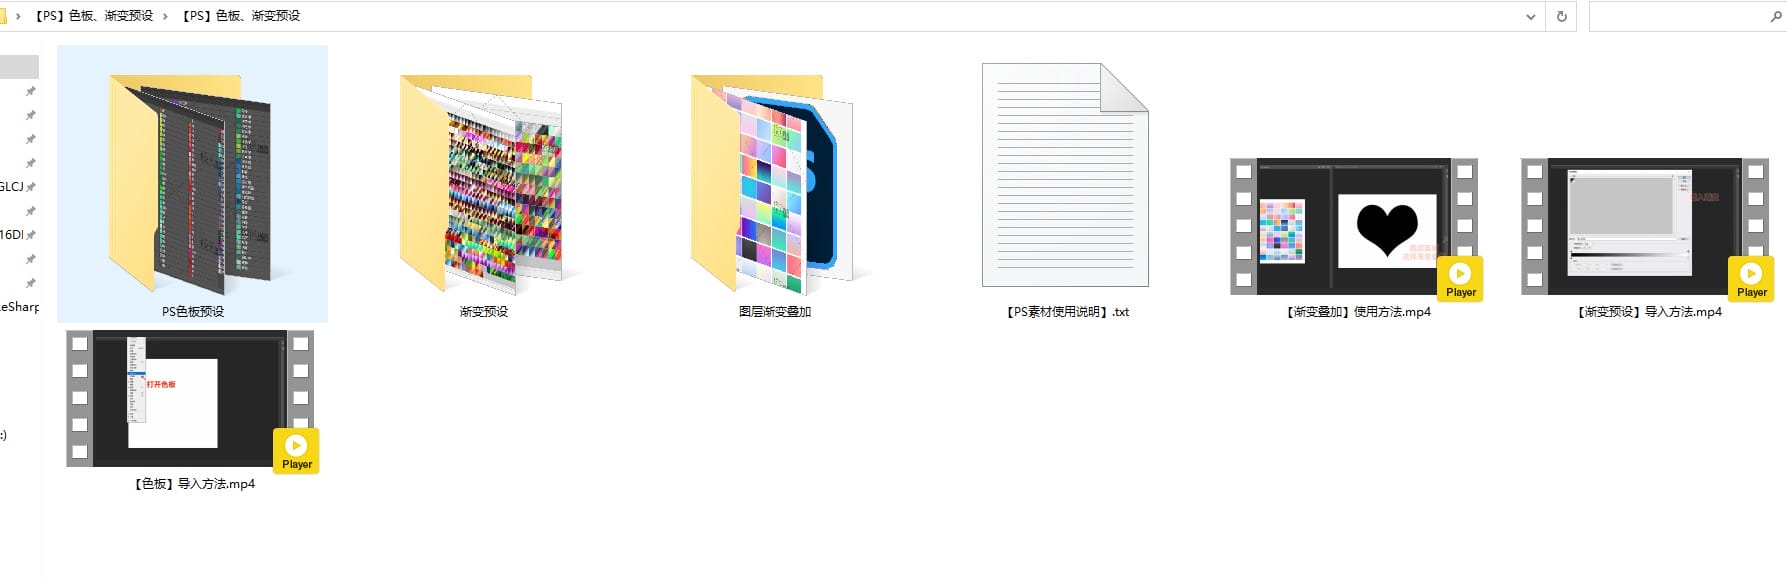 【PS】色板、渐变预设 › 【PS】色板、渐变预设
GLCJ
16DI
eSharp
:)
PS色板预设
渐变预设
图层渐变叠加
【PS素材使用说明】.txt
Player
【渐变叠加】使用方法.mp4
Player
【渐变预设】导入方法.mp4
打开色板
Player
【色板】导入方法.mp4